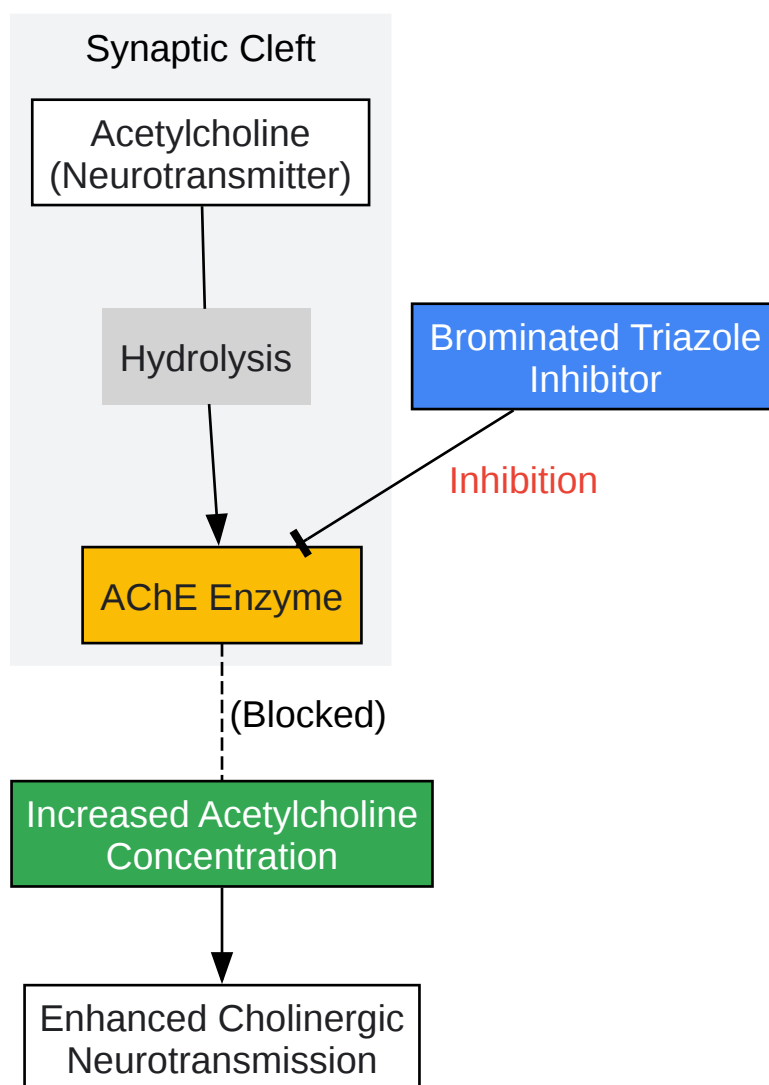 Synaptic Cleft
Acetylcholine
(Neurotransmitter)
Hydrolysis
Brominated Triazole
Inhibitor
Inhibition
AChE Enzyme
(Blocked)
Increased Acetylcholine
Concentration
Enhanced Cholinergic
Neurotransmission